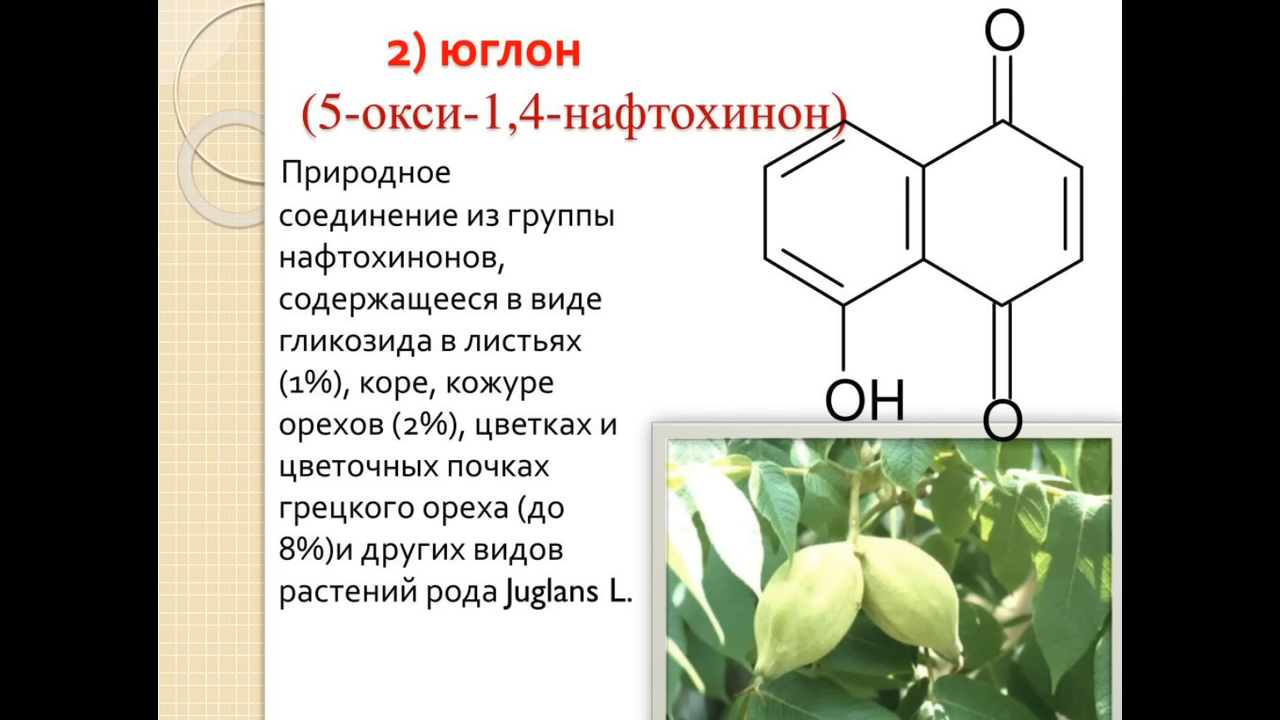 2) юглон
(5-окси-1,4-нафтохинон)
Природное
соединение из группы
нафтохинонов,
содержащееся в виде
гликозида в листьях
(1%), коре, кожуре
орехов (2%), цветках и
цветочных почках
грецкого ореха (до
8%)и других видов
растений рода Juglans L.
O
OH
O